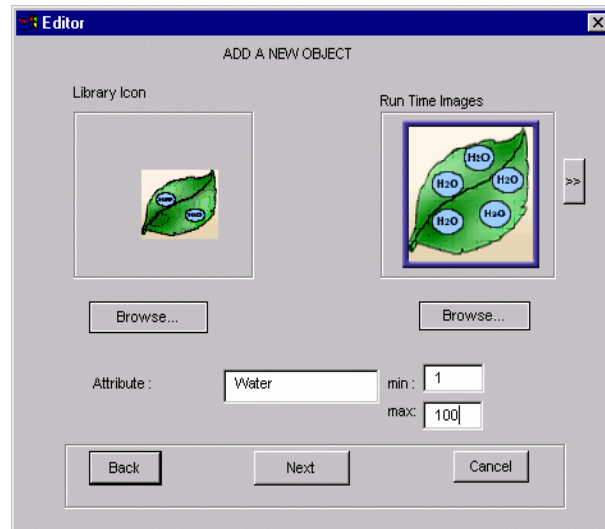 Editor
ADD A NEW OBJECT
Library Icon
Run Time Images
H2O
H2O
H2O
H2O
H2O
>>
Browse...
Browse...
Attribute :
Water
min :
1
max:
100
Back
Next
Cancel